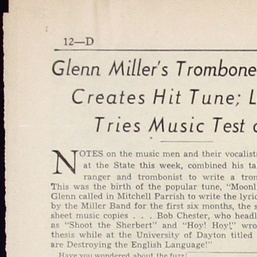 12—D
Glenn Miller's Trombone
Creates Hit Tune; L
Tries Music Test
NOTES on the music men and their vocalist
at the State this week, combined his ta
ranger and trombonist to write a trom
This was the birth of the popular tune, "Moonl
Glenn called in Mitchell Parrish to write the lyric
by the Miller Band for the first six months, the s
sheet music copies . . . Bob Chester, who headl
as "Shoot the Sherbert" and "Hoy! Hoy!", wro
thesis while at the University of Dayton titled
are Destroying the English Language!"
Have you wondered about the fuzz!